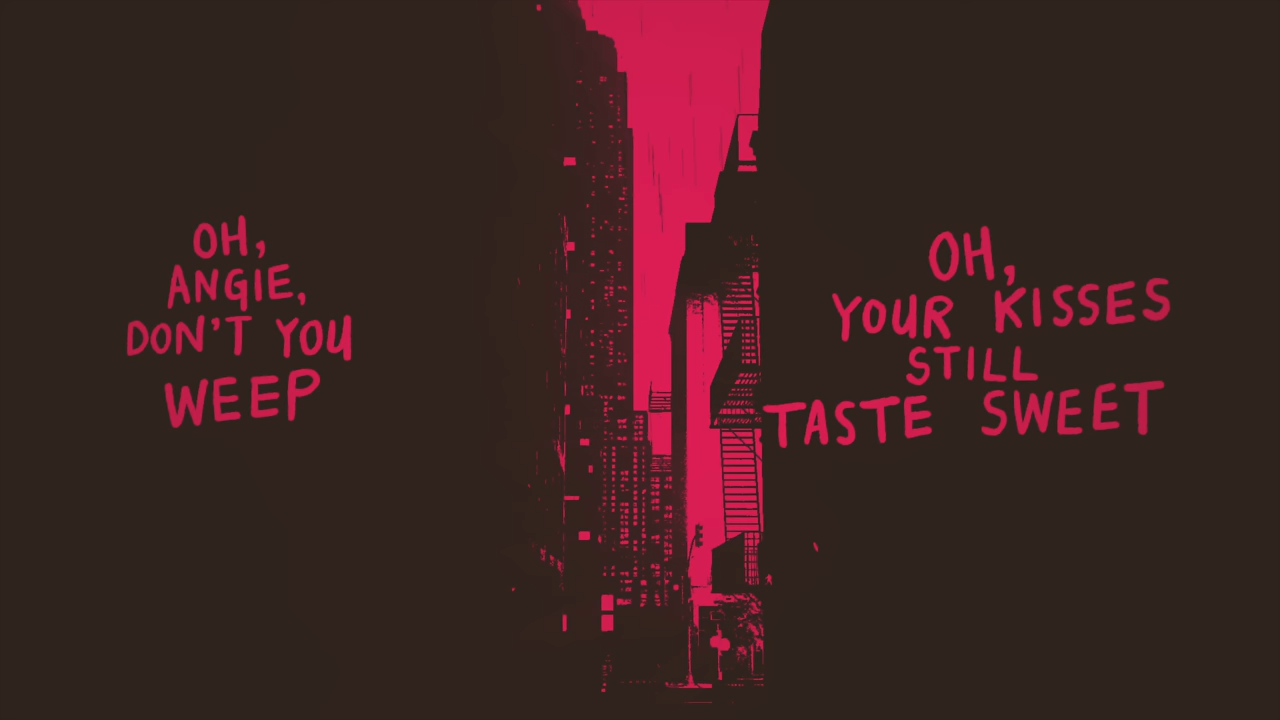 OH,
ANGIE,
DON'T YOU
WEEP
OH,
YOUR KISSES
STILL
TASTE SWEET